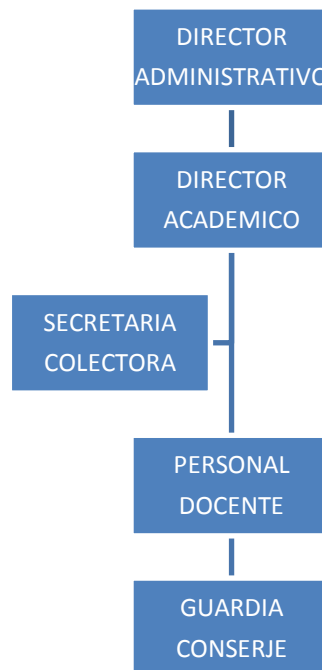 DIRECTOR
ADMINISTRATIVO
DIRECTOR
ACADEMICO
SECRETARIA
COLECTORA
PERSONAL
DOCENTE
GUARDIA
CONSERJE